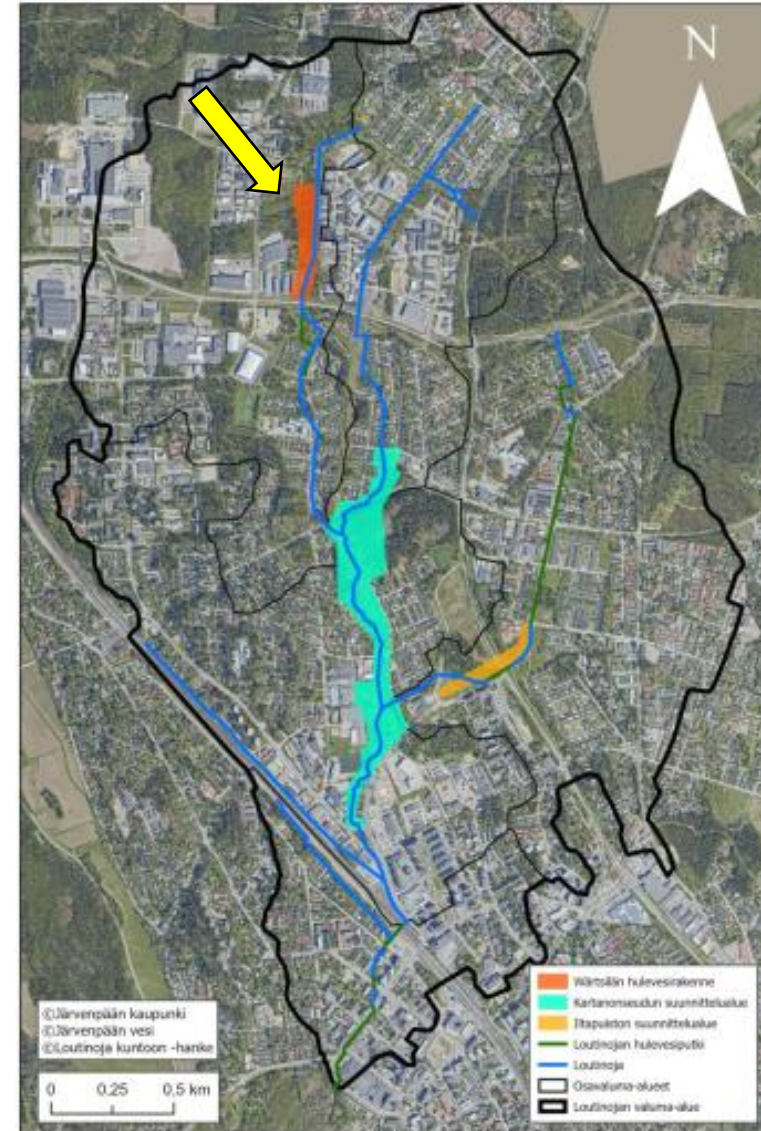 N
©Järvenpään kaupunki
©Järvenpään vesi
©Loutinoja kuntoon -hanke
0 0,25 0,5 km
Wärtsilän hulevesirakenne
Kartanonseudun suunnittelualue
Iltapuiston suunnittelualue
Loutinojan hulevesiputki
Loutinoja
Osavaluma-alueet
Loutinojan valuma-alue